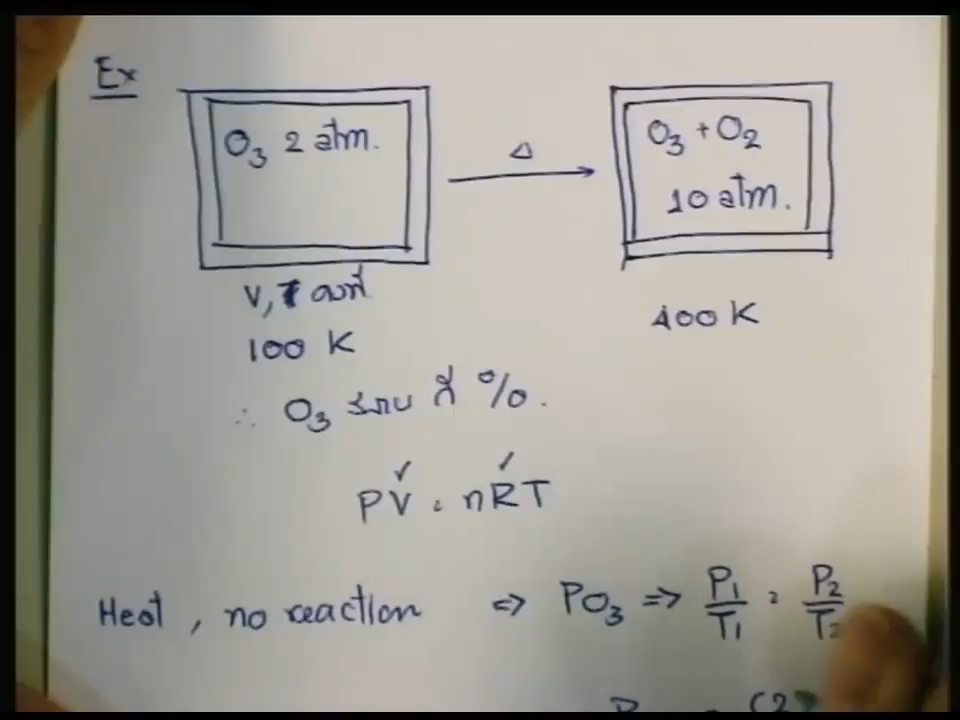 Ex
O3 2 atm.
Δ
O3 + O2
10 atm.
V, T คงที่
100 K
400 K
∴ O3 สลาย กี่ %.
PV = nRT
Heat, no reaction ⇒ PO3 ⇒ P1/T1 = P2/T2
(2)